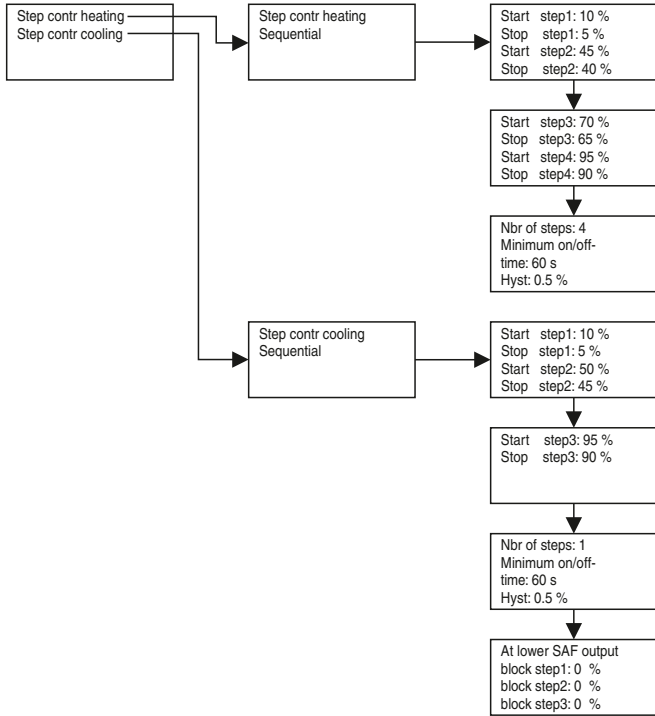 Step contr heating
Step contr cooling
Step contr heating
Sequential
Start step1: 10 %
Stop step1: 5 %
Start step2: 45 %
Stop step2: 40 %
Start step3: 70 %
Stop step3: 65 %
Start step4: 95 %
Stop step4: 90 %
Nbr of steps: 4
Minimum on/off-
time: 60 s
Hyst: 0.5 %
Step contr cooling
Sequential
Start step1: 10 %
Stop step1: 5 %
Start step2: 50 %
Stop step2: 45 %
Start step3: 95 %
Stop step3: 90 %
Nbr of steps: 1
Minimum on/off-
time: 60 s
Hyst: 0.5 %
At lower SAF output
block step1: 0 %
block step2: 0 %
block step3: 0 %